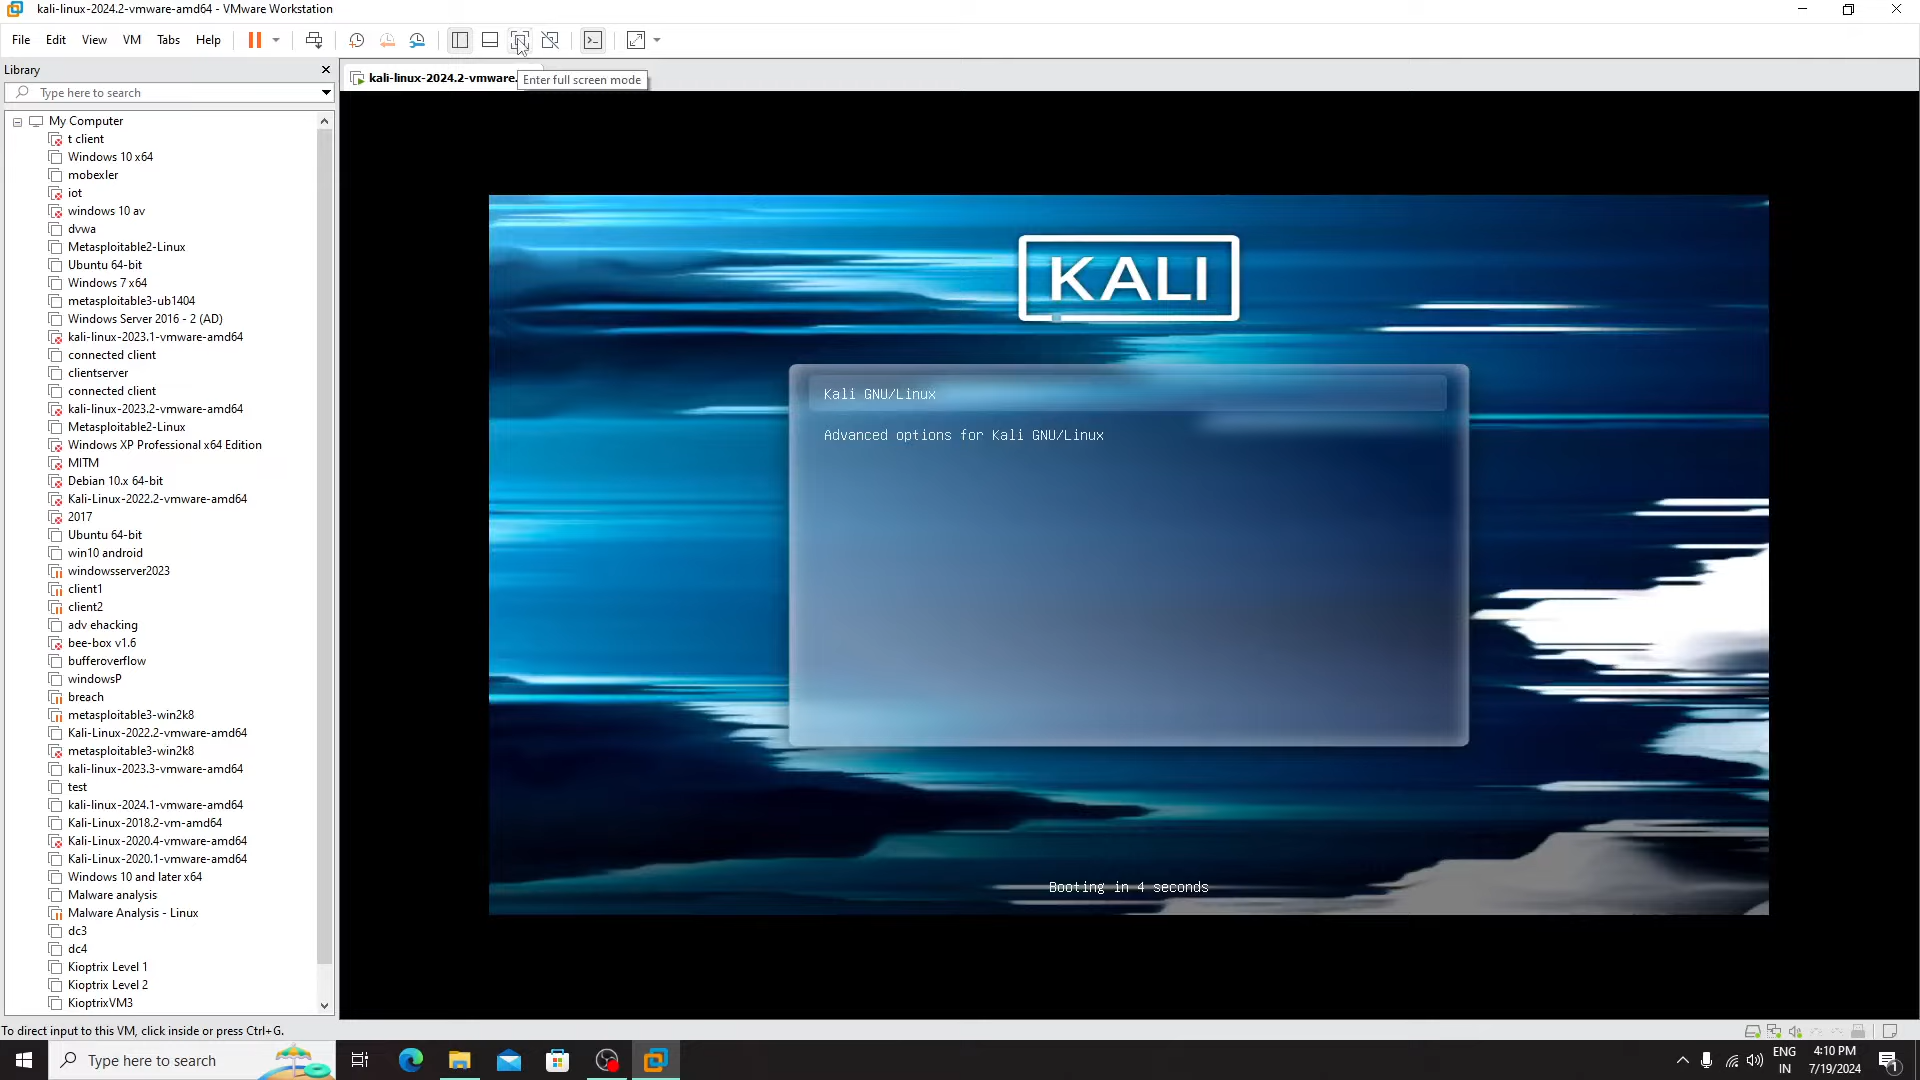 kali-linux-2024.2-vmware-amd64 - VMware Workstation
File Edit View VM Tabs Help
Library
kali-linux-2024.2-vmware.
Enter full screen mode
Type here to search
My Computer
t client
Windows 10 x64
mobexler
iot
windows 10 av
dvwa
Metasploitable2-Linux
Ubuntu 64-bit
Windows 7 x64
metasploitable3-ub1404
Windows Server 2016 - 2 (AD)
kali-linux-2023.1-vmware-amd64
connected client
clientserver
connected client
kali-linux-2023.2-vmware-amd64
Metasploitable2-Linux
Windows XP Professional x64 Edition
MITM
Debian 10.x 64-bit
Kali-Linux-2022.2-vmware-amd64
2017
Ubuntu 64-bit
win10 android
windowsserver2023
client1
client2
adv ehacking
bee-box v1.6
bufferoverflow
windowsP
breach
metasploitable3-win2k8
Kali-Linux-2022.2-vmware-amd64
metasploitable3-win2k8
kali-linux-2023.3-vmware-amd64
test
kali-linux-2024.1-vmware-amd64
Kali-Linux-2018.2-vm-amd64
Kali-Linux-2020.4-vmware-amd64
Kali-Linux-2020.1-vmware-amd64
Windows 10 and later x64
Malware analysis
Malware Analysis - Linux
dc3
dc4
Kioptrix Level 1
Kioptrix Level 2
KioptrixVM3
KALI
Kali GNU/Linux
Advanced options for Kali GNU/Linux
Booting in 4 seconds
To direct input to this VM, click inside or press Ctrl+G.
Type here to search
ENG
IN
4:10 PM
7/19/2024
1